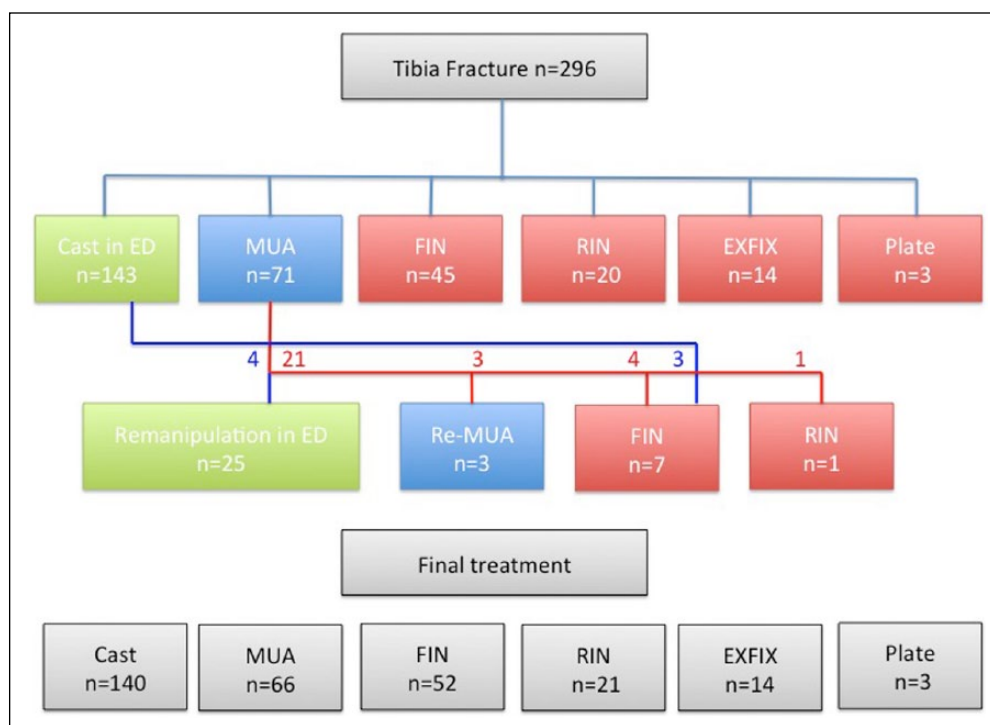 Tibia Fracture n=296
Cast in ED
n=143
MUA
n=71
FIN
n=45
RIN
n=20
EXFIX
n=14
Plate
n=3
4
21
3
4
3
1
Remanipulation in ED
n=25
Re-MUA
n=3
FIN
n=7
RIN
n=1
Final treatment
Cast
n=140
MUA
n=66
FIN
n=52
RIN
n=21
EXFIX
n=14
Plate
n=3